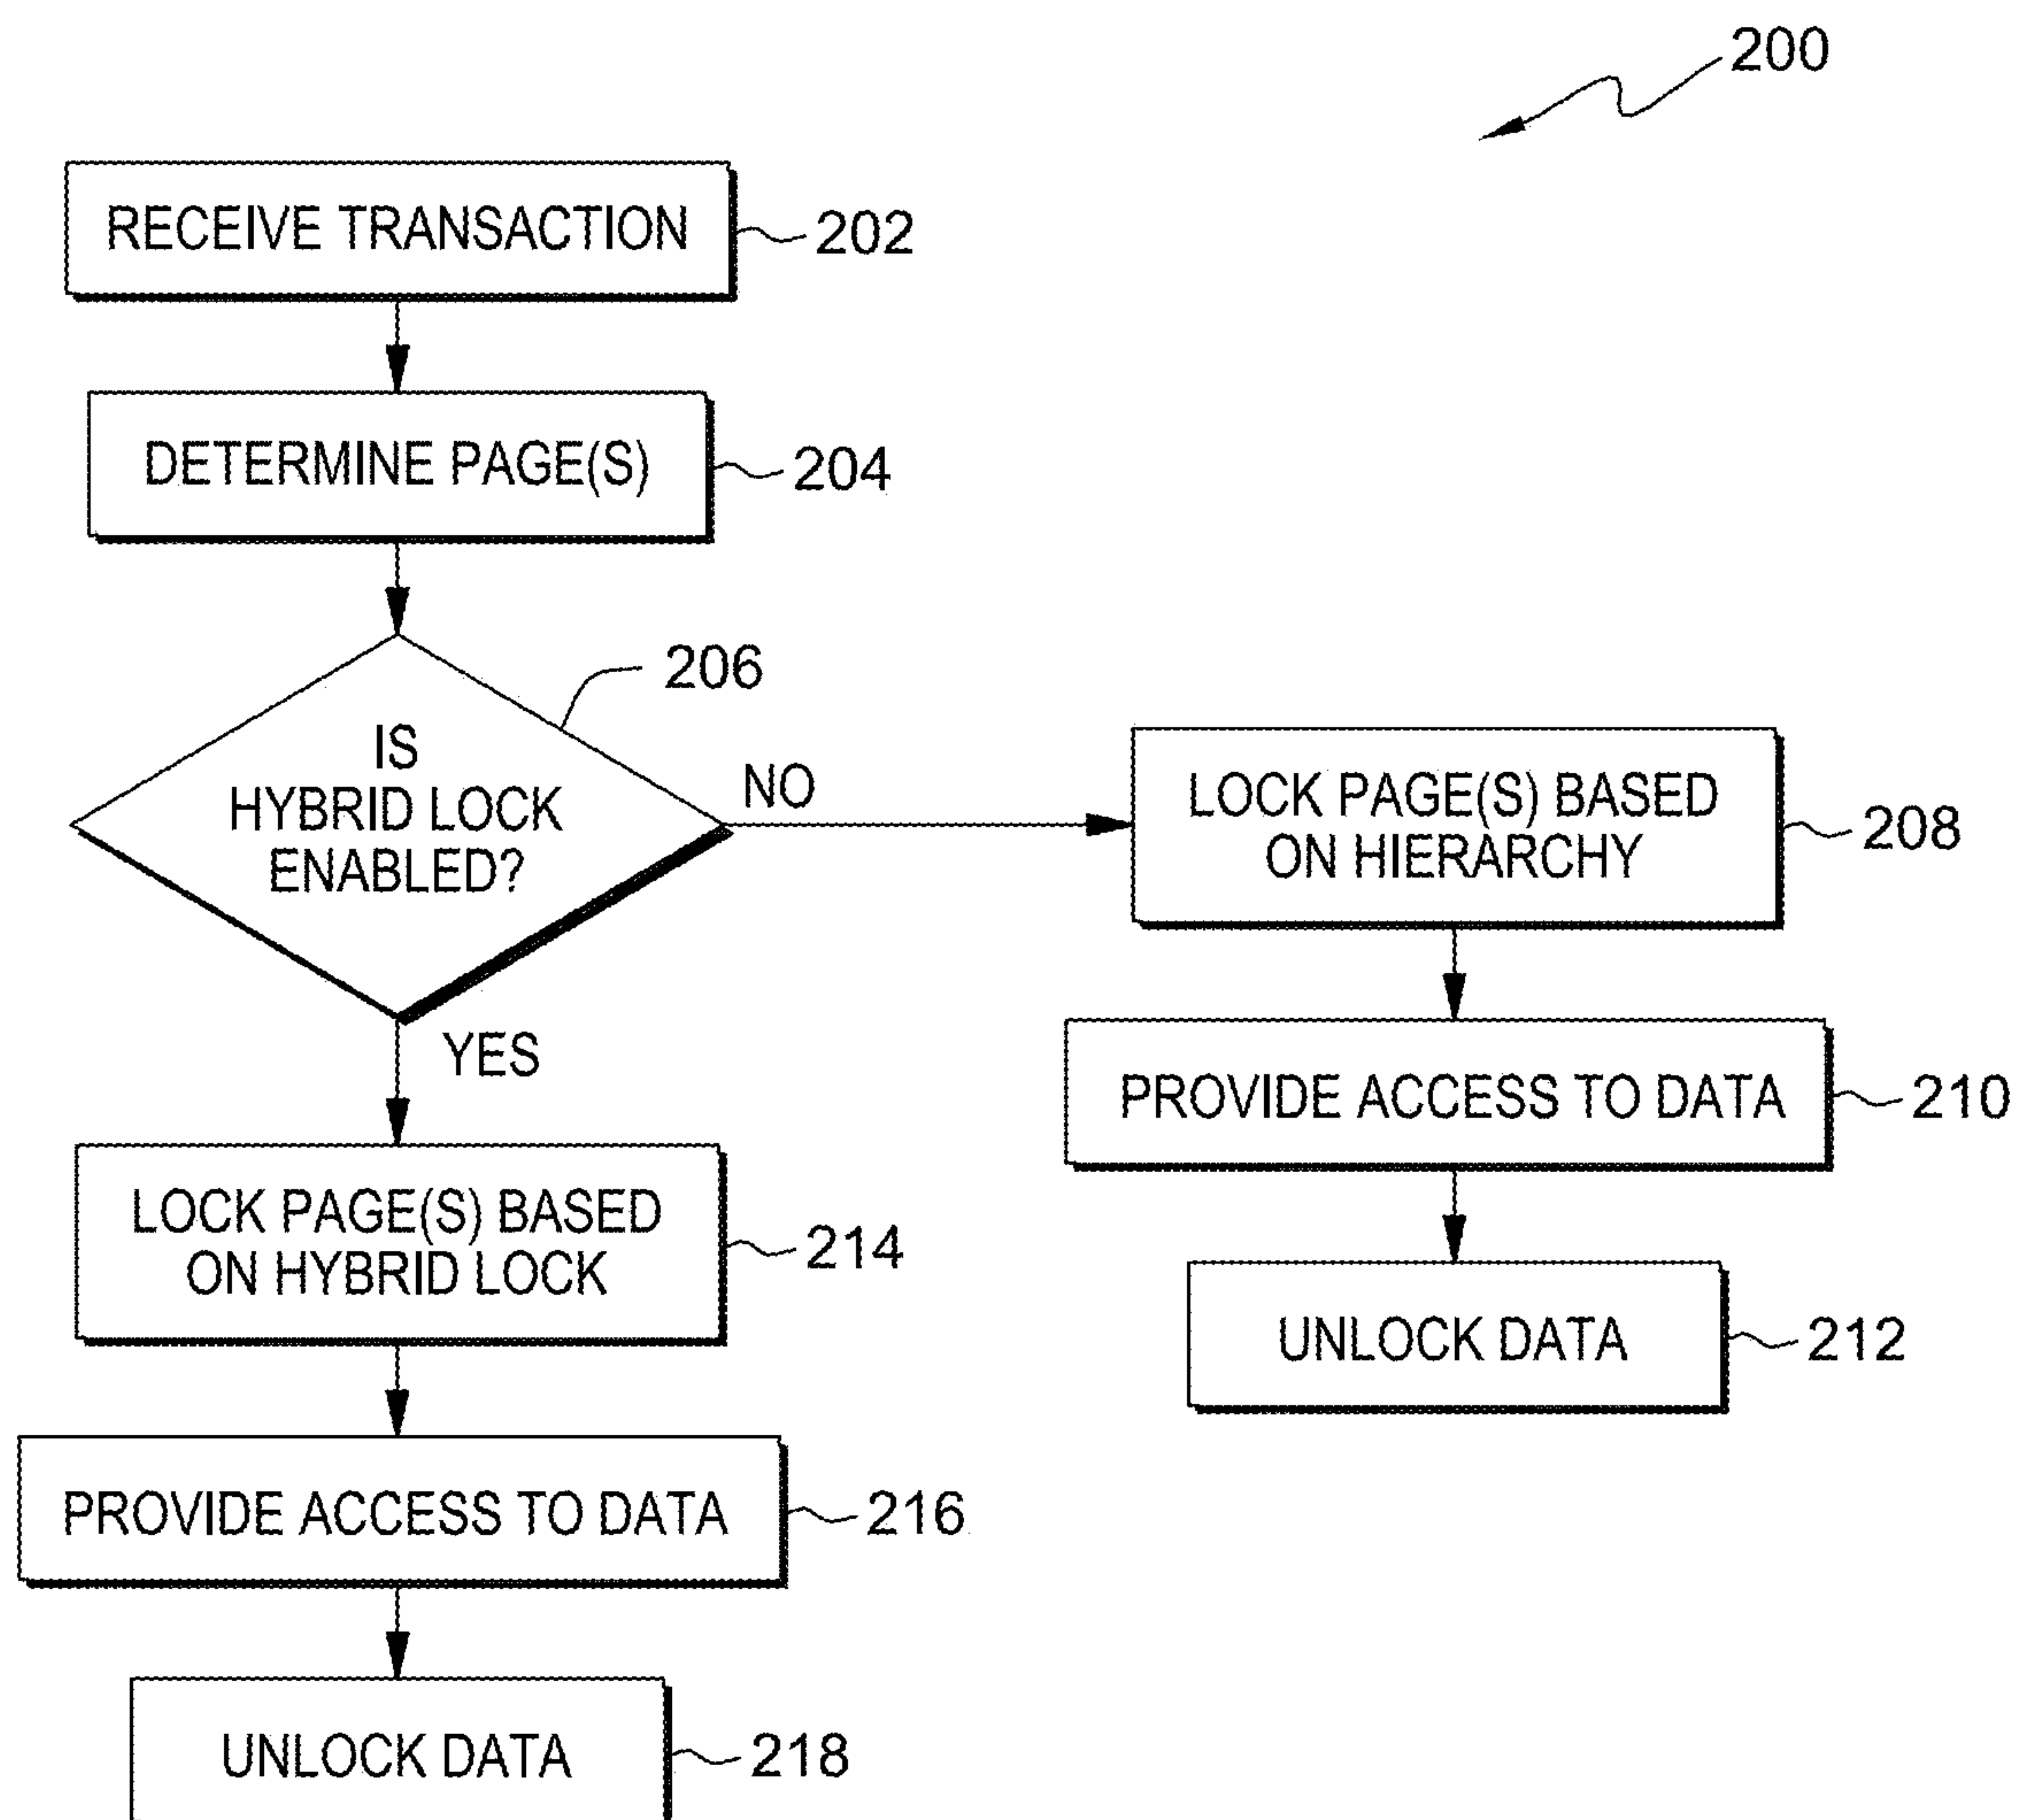 200
RECEIVE TRANSACTION
202
DETERMINE PAGE(S)
204
206
IS
HYBRID LOCK
ENABLED?
NO
LOCK PAGE(S) BASED
ON HIERARCHY
208
YES
PROVIDE ACCESS TO DATA
210
LOCK PAGE(S) BASED
ON HYBRID LOCK
214
UNLOCK DATA
212
PROVIDE ACCESS TO DATA
216
UNLOCK DATA
218